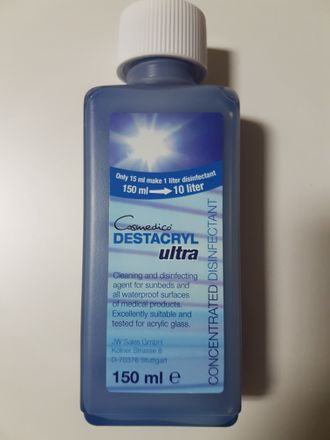 Only 15 ml make 1 liter disinfectant
150 ml → 10 liter
Cosmedico
DESTACRYL
ultra
Cleaning and disinfecting
agent for sunbeds and
all waterproof surfaces
of medical products.
Excellently suitable and
tested for acrylic glass.
JW Sales GmbH
Kölner Strasse 8
D-70376 Stuttgart
150 ml e
CONCENTRATED DISINFECTANT